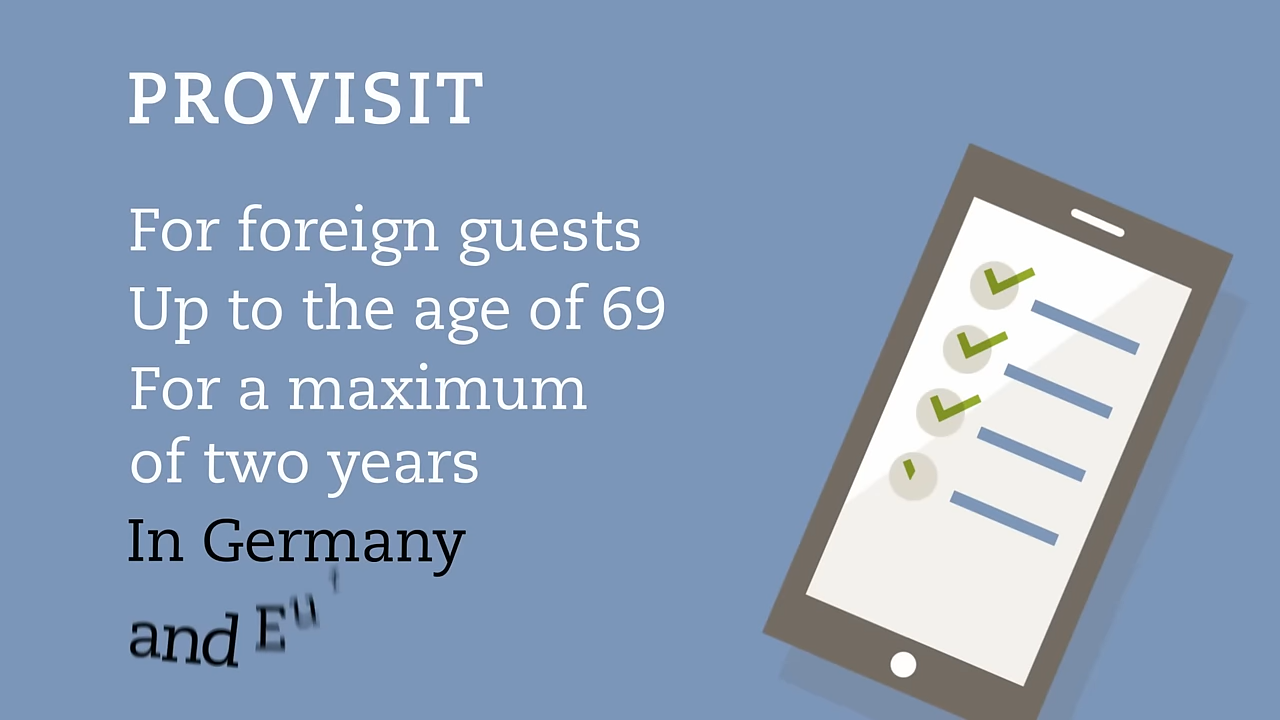 PROVISIT
For foreign guests
Up to the age of 69
For a maximum
of two years
In Germany
and